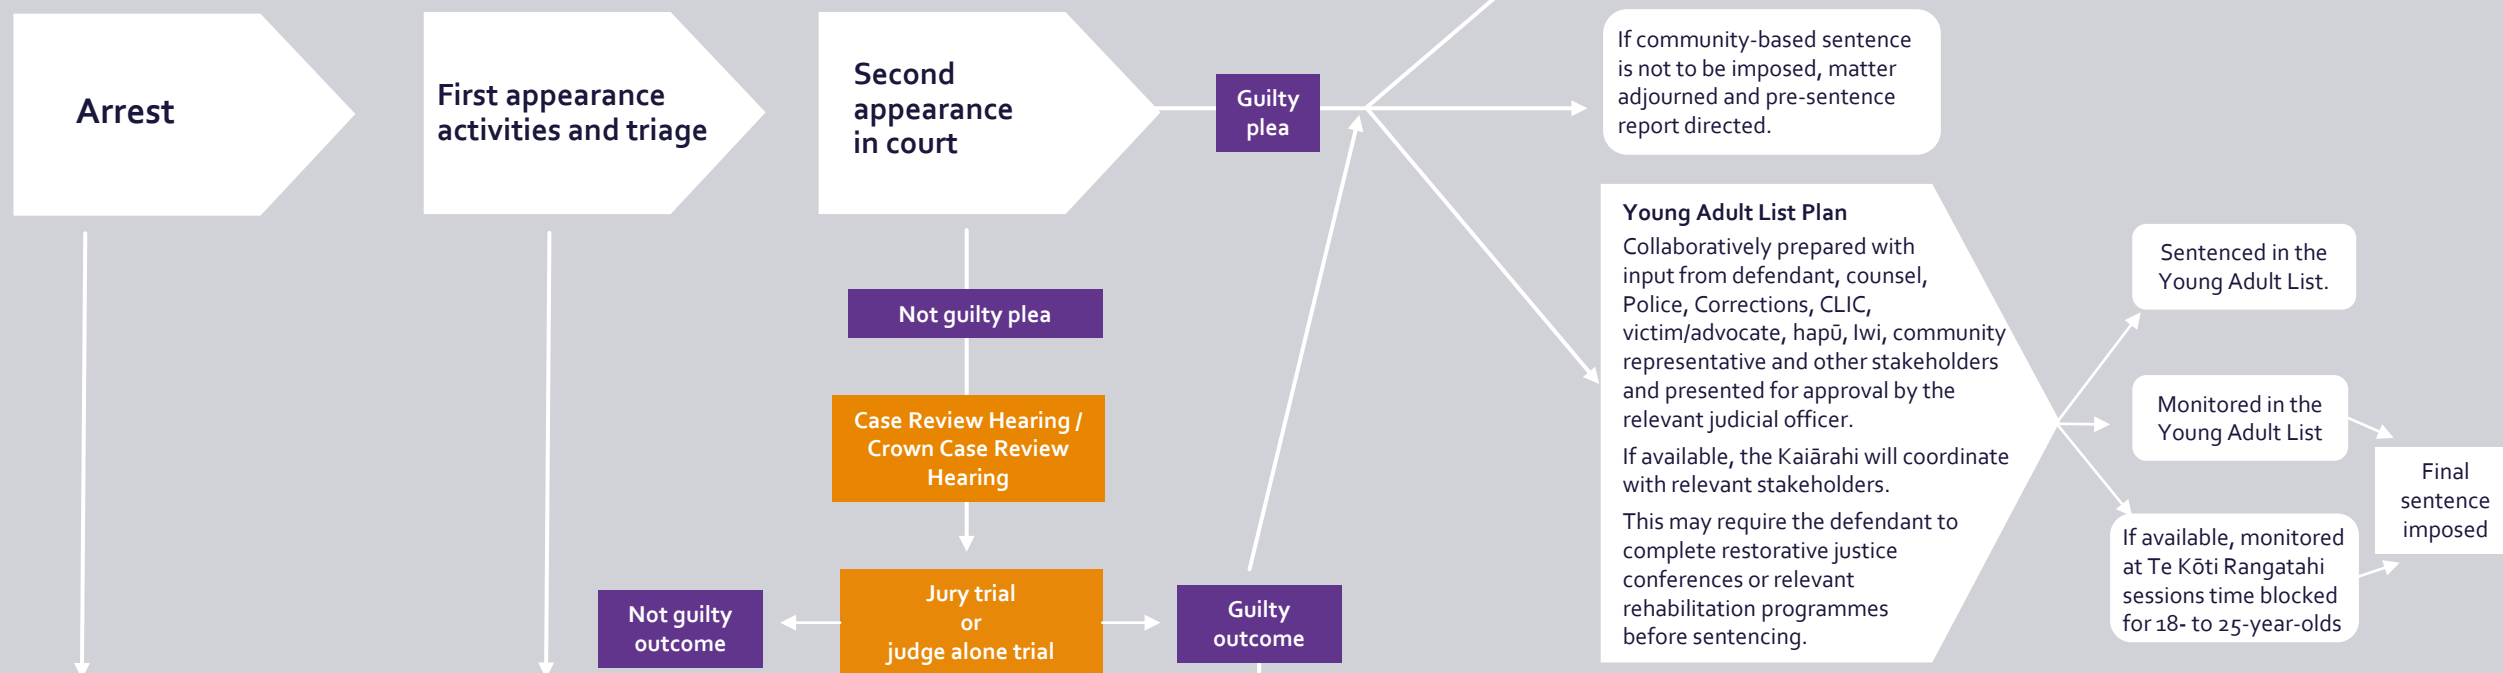 Arrest
First appearance
activities and triage
Second
appearance
in court
Guilty
plea
If community-based sentence
is not to be imposed, matter
adjourned and pre-sentence
report directed.
Not guilty plea
Case Review Hearing /
Crown Case Review
Hearing
Jury trial
or
judge alone trial
Not guilty
outcome
Guilty
outcome
Young Adult List Plan
Collaboratively prepared with
input from defendant, counsel,
Police, Corrections, CLIC,
victim/advocate, hapū, Iwi, community
representative and other stakeholders
and presented for approval by the
relevant judicial officer.
If available, the Kaiārahi will coordinate
with relevant stakeholders.
This may require the defendant to
complete restorative justice
conferences or relevant
rehabilitation programmes
before sentencing.
Sentenced in the
Young Adult List.
Monitored in the
Young Adult List
If available, monitored
at Te Kōti Rangatahi
sessions time blocked
for 18- to 25-year-olds
Final
sentence
imposed